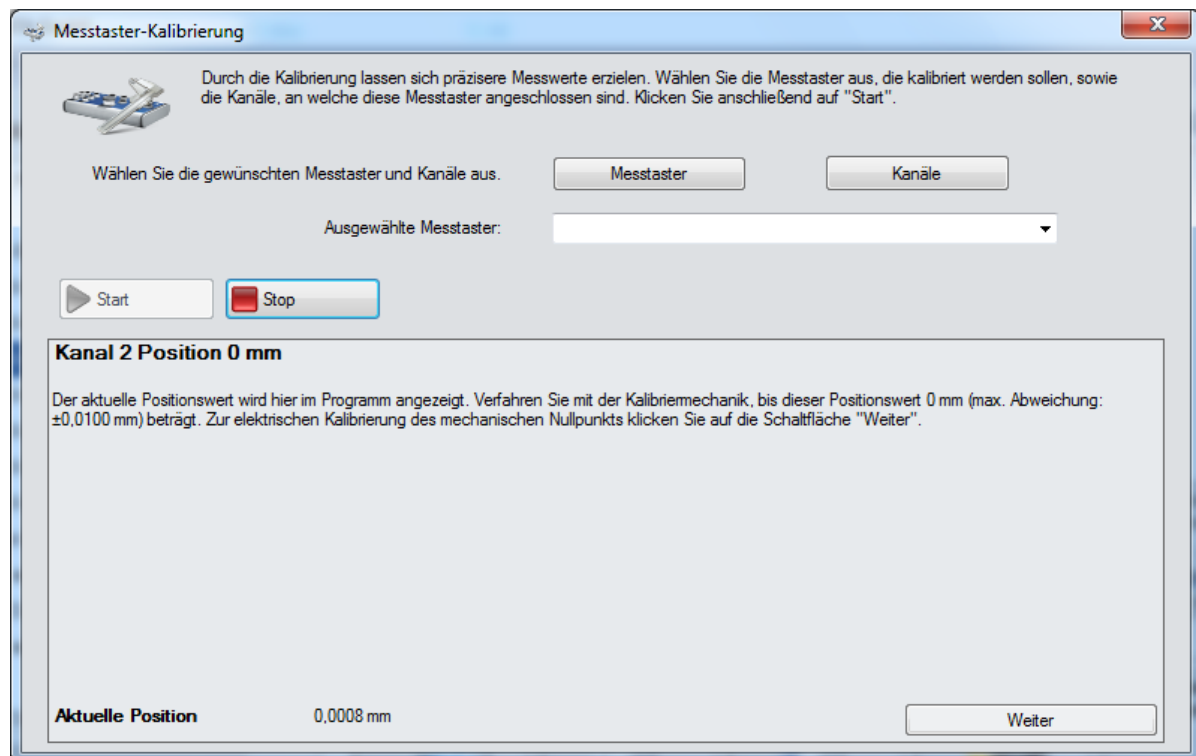 Messtaster-Kalibrierung
Durch die Kalibrierung lassen sich präzisere Messwerte erzielen. Wählen Sie die Messtaster aus, die kalibriert werden sollen, sowie
die Kanäle, an welche diese Messtaster angeschlossen sind. Klicken Sie anschließend auf "Start".
Wählen Sie die gewünschten Messtaster und Kanäle aus.
Messtaster
Kanäle
Ausgewählte Messtaster:
Start
Stop
Kanal 2 Position 0 mm
Der aktuelle Positionswert wird hier im Programm angezeigt. Verfahren Sie mit der Kalibriermechanik, bis dieser Positionswert 0 mm (max. Abweichung:
±0,0100 mm) beträgt. Zur elektrischen Kalibrierung des mechanischen Nullpunkts klicken Sie auf die Schaltfläche "Weiter".
Aktuelle Position
0,0008 mm
Weiter